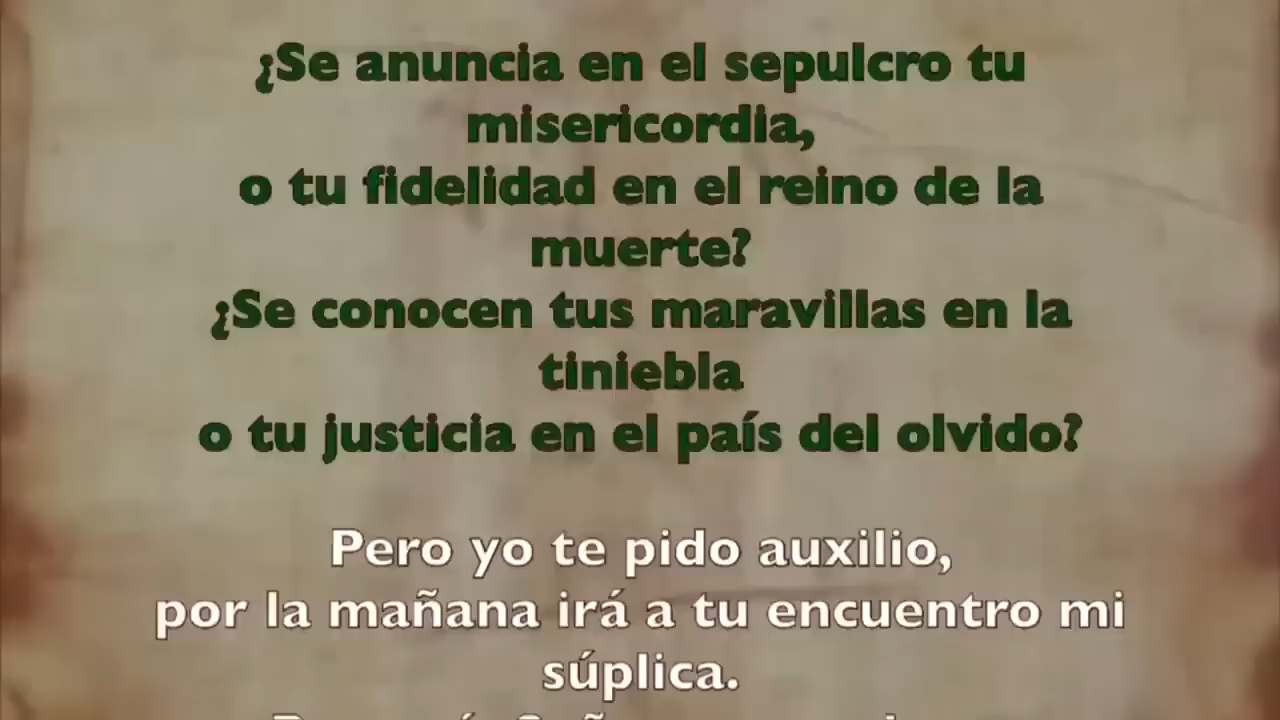 ¿Se anuncia en el sepulcro tu
misericordia,
o tu fidelidad en el reino de la
muerte?
¿Se conocen tus maravillas en la
tiniebla
o tu justicia en el país del olvido?
Pero yo te pido auxilio,
por la mañana irá a tu encuentro mi
súplica.